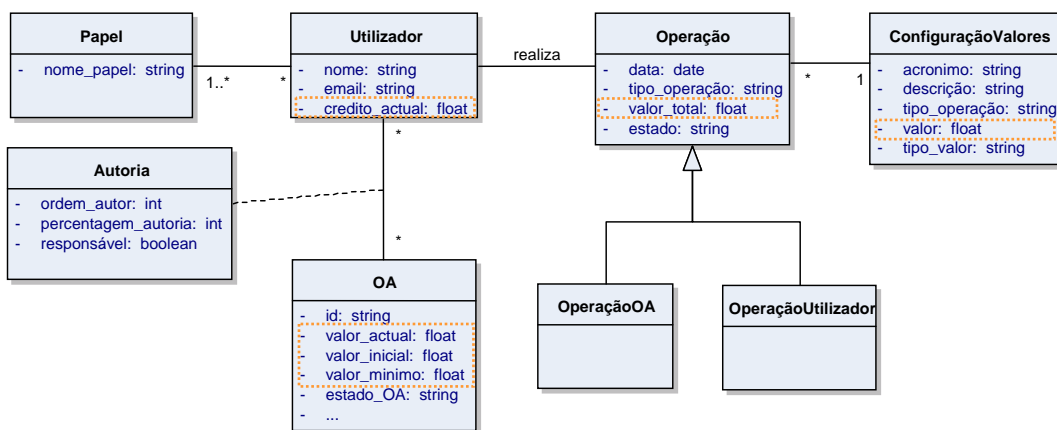 Papel
- nome_papel: string
1..*
*
Utilizador
- nome: string
- email: string
- credito_actual: float
*
realiza
Operação
- data: date
- tipo_operação: string
- valor_total: float
- estado: string
*
1
ConfiguraçãoValores
- acronimo: string
- descrição: string
- tipo_operação: string
- valor: float
- tipo_valor: string
Autoria
- ordem_autor: int
- percentagem_autoria: int
- responsável: boolean
*
OA
- id: string
- valor_actual: float
- valor_inicial: float
- valor_minimo: float
- estado_OA: string
- ...
OperaçãoOA
OperaçãoUtilizador